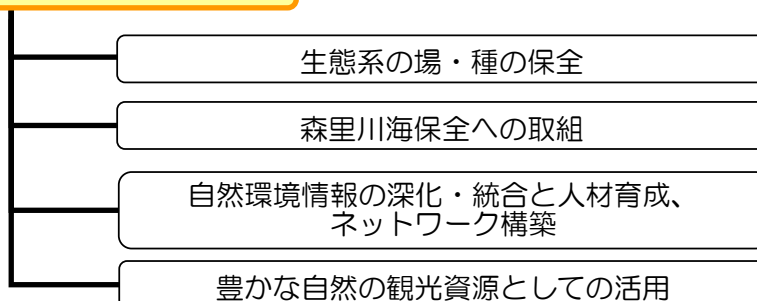 生態系の場・種の保全
森里川海保全への取組
自然環境情報の深化・統合と人材育成、
ネットワーク構築
豊かな自然の観光資源としての活用